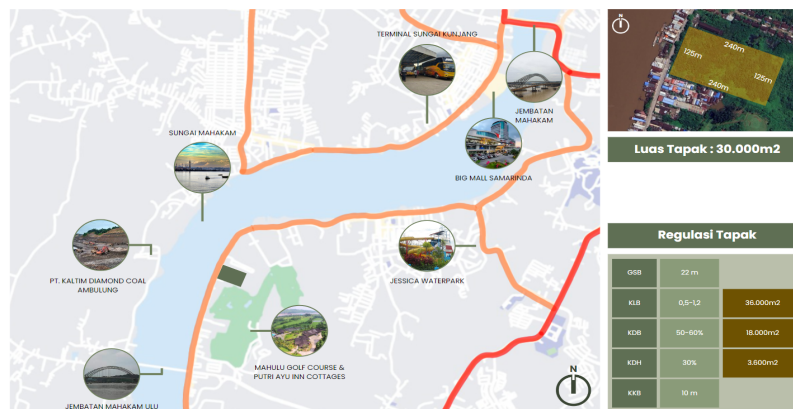 TERMINAL SUNGAI KUNJANG
JEMBATAN
MAHAKAM
SUNGAI MAHAKAM
BIG MALL SAMARINDA
PT. KALTIM DIAMOND COAL
AMBULUNG
JESSICA WATERPARK
MAHULU GOLF COURSE &
PUTRI AYU INN COTTAGES
JEMBATAN MAHAKAM ULU
N
N
240m
125m
125m
240m
Luas Tapak : 30.000m2
Regulasi Tapak
GSB 22 m
KLB 0,5-1,2 36.000m2
KDB 50-60% 18.000m2
KDH 30% 3.600m2
KKB 10 m